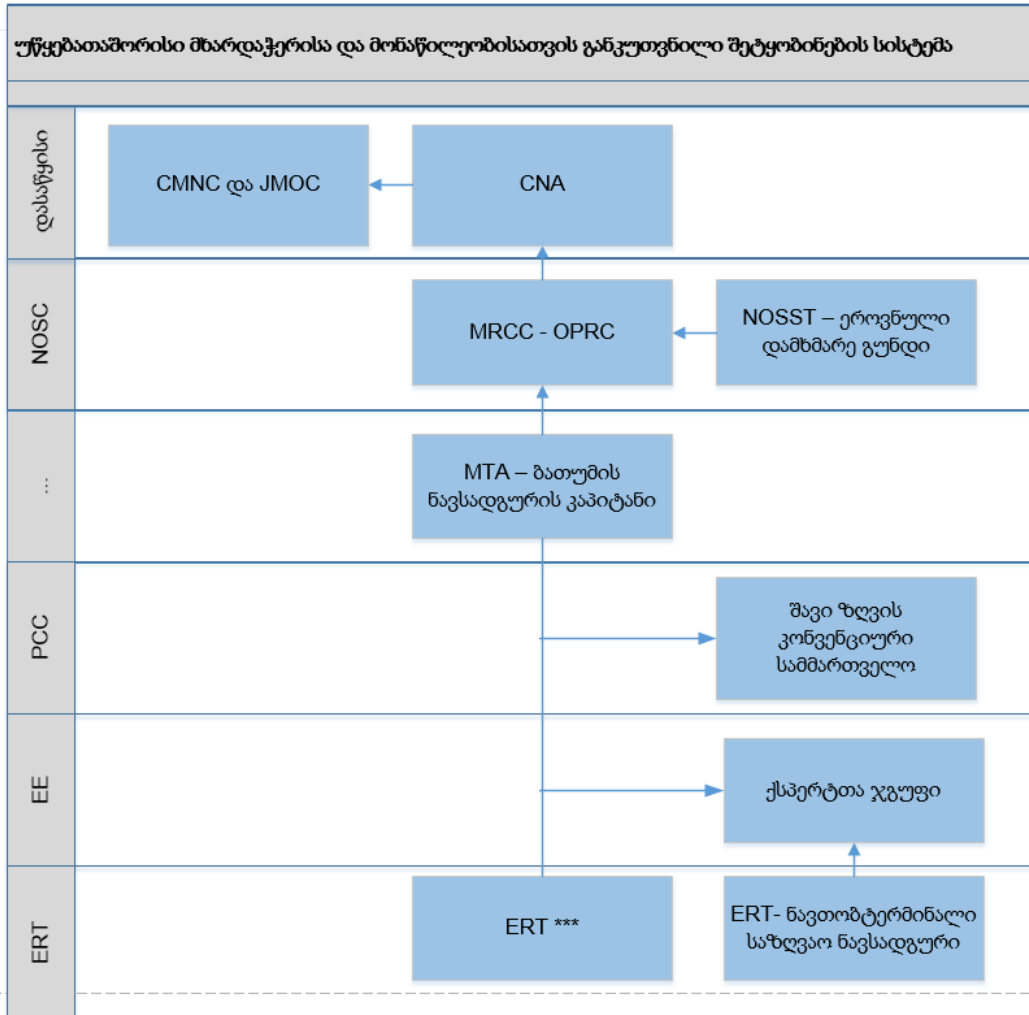 უწყებათაშორისი მხარდაჭერისა და მონაწილეობისათვის განკუთვნილი შეტყობინების სისტემა
დასაწყისი
CMNC და JMOC
CNA
NOSC
MRCC - OPRC
NOSST – ეროვნული
დამხმარე გუნდი
...
MTA – ბათუმის
ნავსადგურის კაპიტანი
PCC
შავი ზღვის
კონვენციური
სამმართველო
EE
ქსპერტთა ჯგუფი
ERT
ERT ***
ERT- ნავთობტერმინალი
საზღვაო ნავსადგური